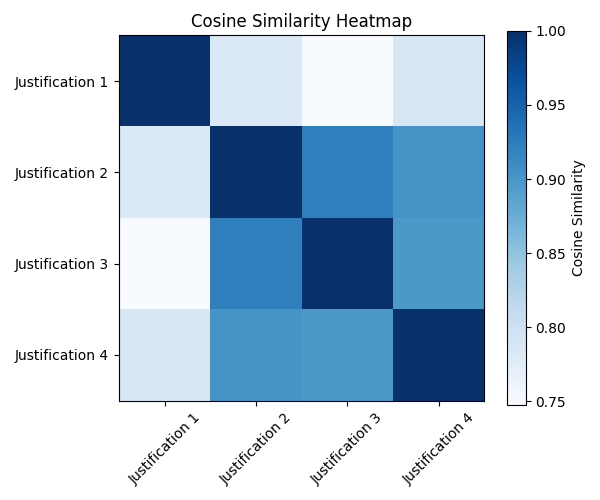 Cosine Similarity Heatmap
Justification 1
Justification 2
Justification 3
Justification 4
Justification 1
Justification 2
Justification 3
Justification 4
1.00
0.95
0.90
0.85
0.80
0.75
Cosine Similarity